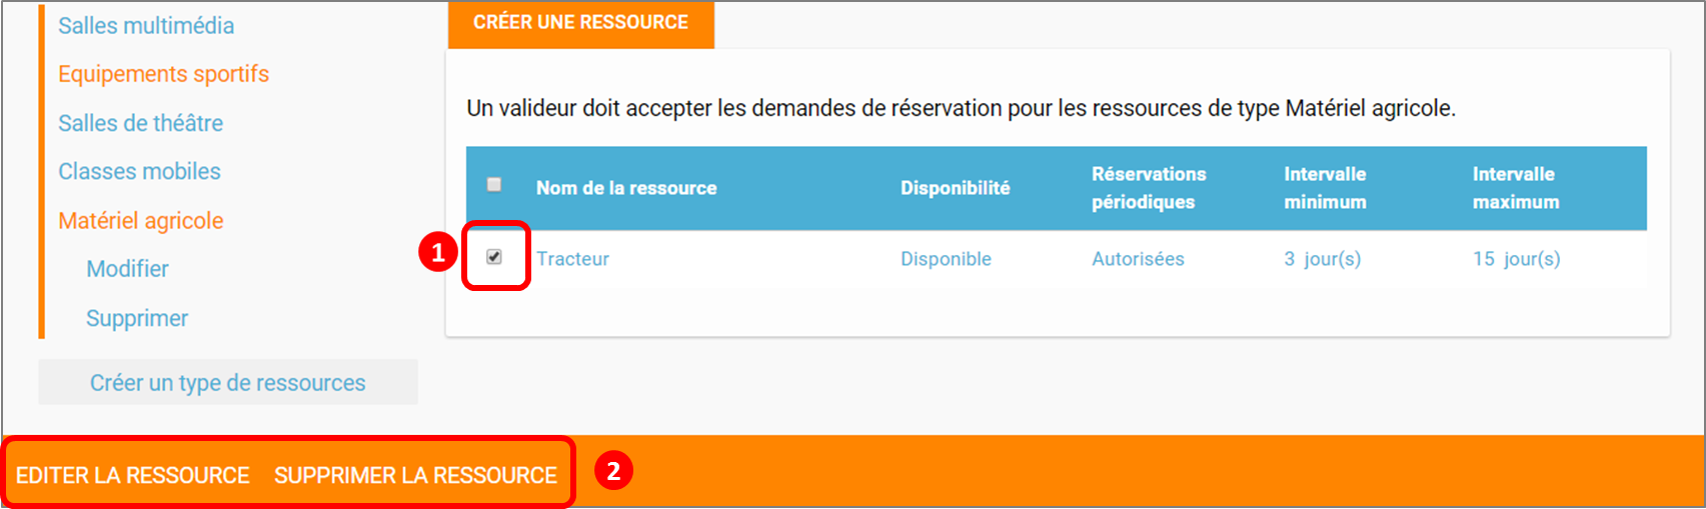 Salles multimédia
Equipements sportifs
Salles de théâtre
Classes mobiles
Matériel agricole
Modifier
Supprimer
Créer un type de ressources
CRÉER UNE RESSOURCE
Un valideur doit accepter les demandes de réservation pour les ressources de type Matériel agricole.
Nom de la ressource
Disponibilité
Réservations
périodiques
Intervalle
minimum
Intervalle
maximum
1
Tracteur
Disponible
Autorisées
3 jour(s)
15 jour(s)
EDITER LA RESSOURCE
SUPPRIMER LA RESSOURCE
2